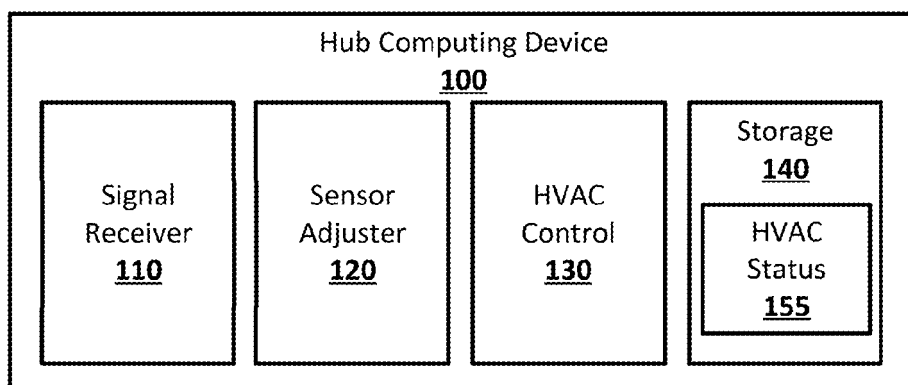 Hub Computing Device
100
Signal
Receiver
110
Sensor
Adjuster
120
HVAC
Control
130
Storage
140
HVAC
Status
155